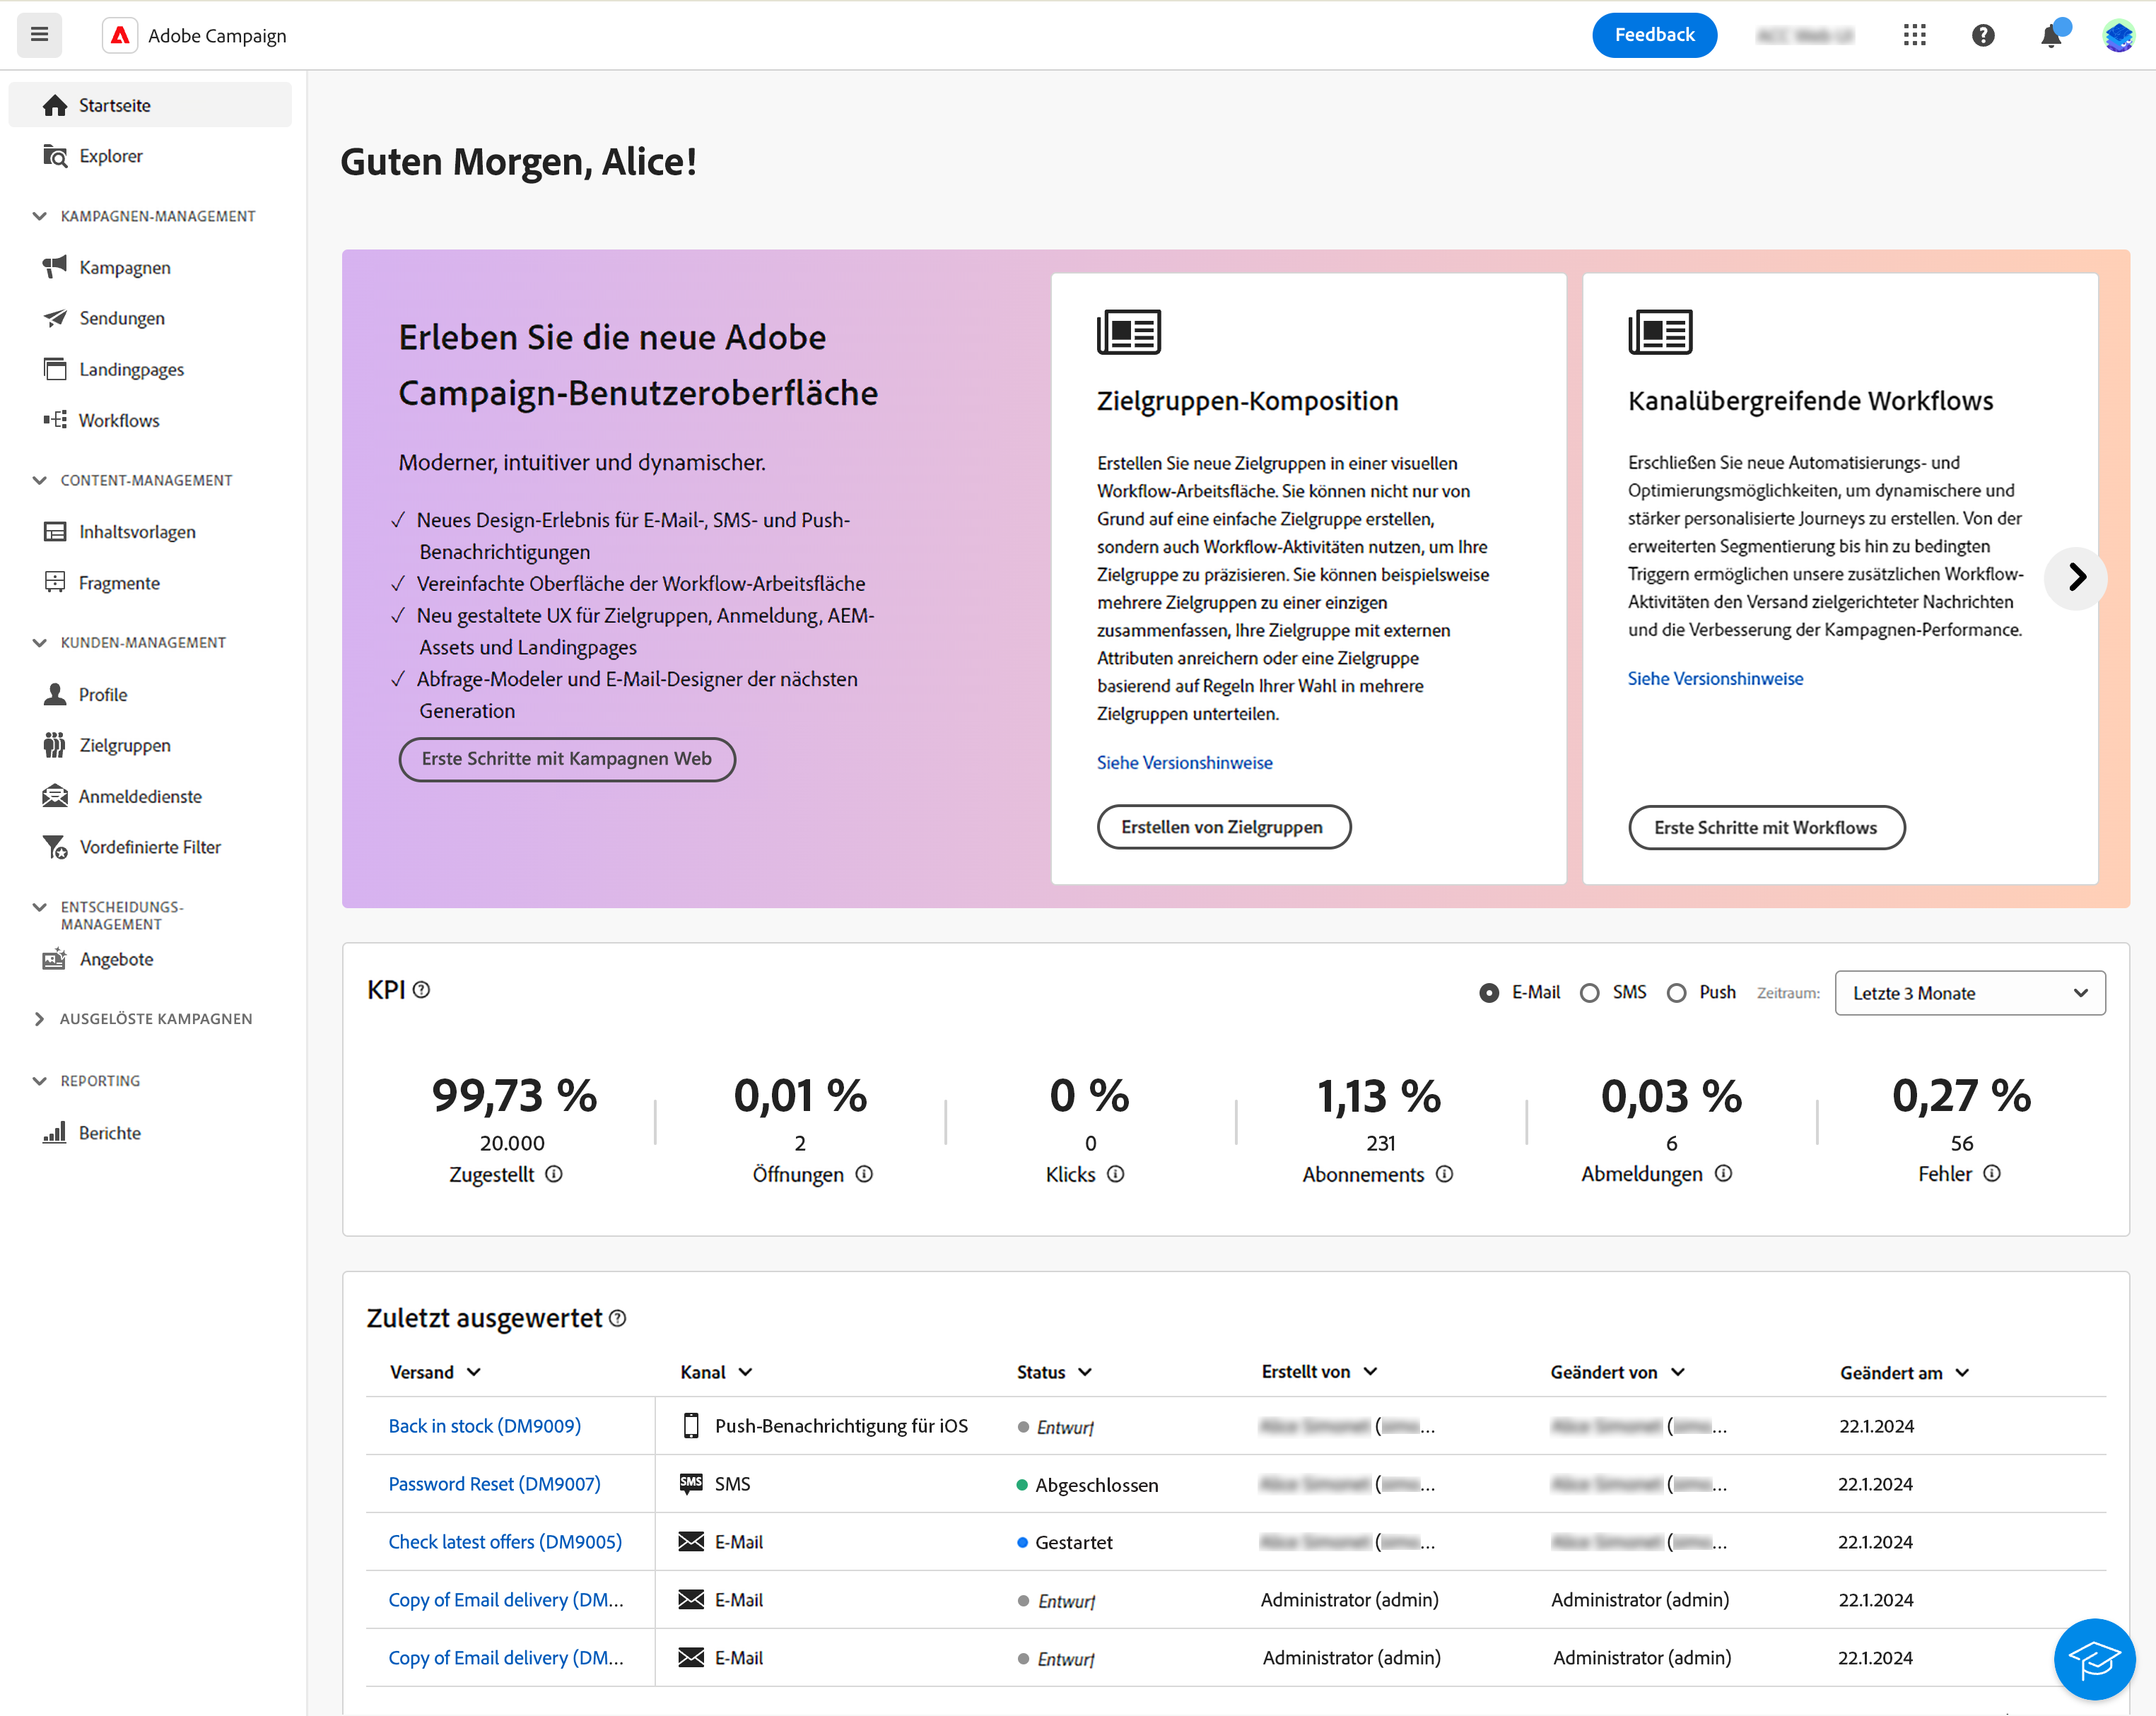 Adobe Campaign
Feedback
Startseite
Explorer
KAMPAGNEN-MANAGEMENT
Kampagnen
Sendungen
Landingpages
Workflows
CONTENT-MANAGEMENT
Inhaltsvorlagen
Fragmente
KUNDEN-MANAGEMENT
Profile
Zielgruppen
Anmeldedienste
Vordefinierte Filter
ENTSCHEIDUNGS-
MANAGEMENT
Angebote
AUSGELÖSTE KAMPAGNEN
REPORTING
Berichte
Guten Morgen, Alice!
Erleben Sie die neue Adobe
Campaign-Benutzeroberfläche
Moderner, intuitiver und dynamischer.
✓ Neues Design-Erlebnis für E-Mail-, SMS- und Push-
Benachrichtigungen
✓ Vereinfachte Oberfläche der Workflow-Arbeitsfläche
✓ Neu gestaltete UX für Zielgruppen, Anmeldung, AEM-
Assets und Landingpages
✓ Abfrage-Modeler und E-Mail-Designer der nächsten
Generation
Erste Schritte mit Kampagnen Web
Zielgruppen-Komposition
Erstellen Sie neue Zielgruppen in einer visuellen
Workflow-Arbeitsfläche. Sie können nicht nur von
Grund auf eine einfache Zielgruppe erstellen,
sondern auch Workflow-Aktivitäten nutzen, um Ihre
Zielgruppe zu präzisieren. Sie können beispielsweise
mehrere Zielgruppen zu einer einzigen
zusammenfassen, Ihre Zielgruppe mit externen
Attributen anreichern oder eine Zielgruppe
basierend auf Regeln Ihrer Wahl in mehrere
Zielgruppen unterteilen.
Siehe Versionshinweise
Erstellen von Zielgruppen
Kanalübergreifende Workflows
Erschließen Sie neue Automatisierungs- und
Optimierungsmöglichkeiten, um dynamischere und
stärker personalisierte Journeys zu erstellen. Von der
erweiterten Segmentierung bis hin zu bedingten
Triggern ermöglichen unsere zusätzlichen Workflow-
Aktivitäten den Versand zielgerichteter Nachrichten
und die Verbesserung der Kampagnen-Performance.
Siehe Versionshinweise
Erste Schritte mit Workflows
KPI
E-Mail SMS Push Zeitraum: Letzte 3 Monate
99,73 % 0,01 % 0 % 1,13 % 0,03 % 0,27 %
20.000 2 0 231 6 56
Zugestellt Öffnungen Klicks Abonnements Abmeldungen Fehler
Zuletzt ausgewertet
Versand Kanal Status Erstellt von Geändert von Geändert am
Back in stock (DM9009) Push-Benachrichtigung für iOS Entwurf 22.1.2024
Password Reset (DM9007) SMS SMS Abgeschlossen 22.1.2024
Check latest offers (DM9005) E-Mail Gestartet 22.1.2024
Copy of Email delivery (DM... E-Mail Entwurf Administrator (admin) Administrator (admin) 22.1.2024
Copy of Email delivery (DM... E-Mail Entwurf Administrator (admin) Administrator (admin) 22.1.2024